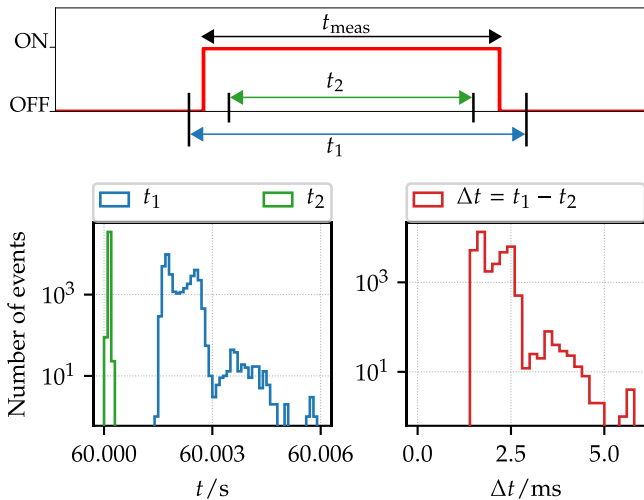 ON
OFF
t_meas
t_2
t_1
t_1 t_2
Δt = t_1 − t_2
Number of events
10^3
10^1
60.000 60.003 60.006
t/s
10^3
10^1
0.0 2.5 5.0
Δt/ms